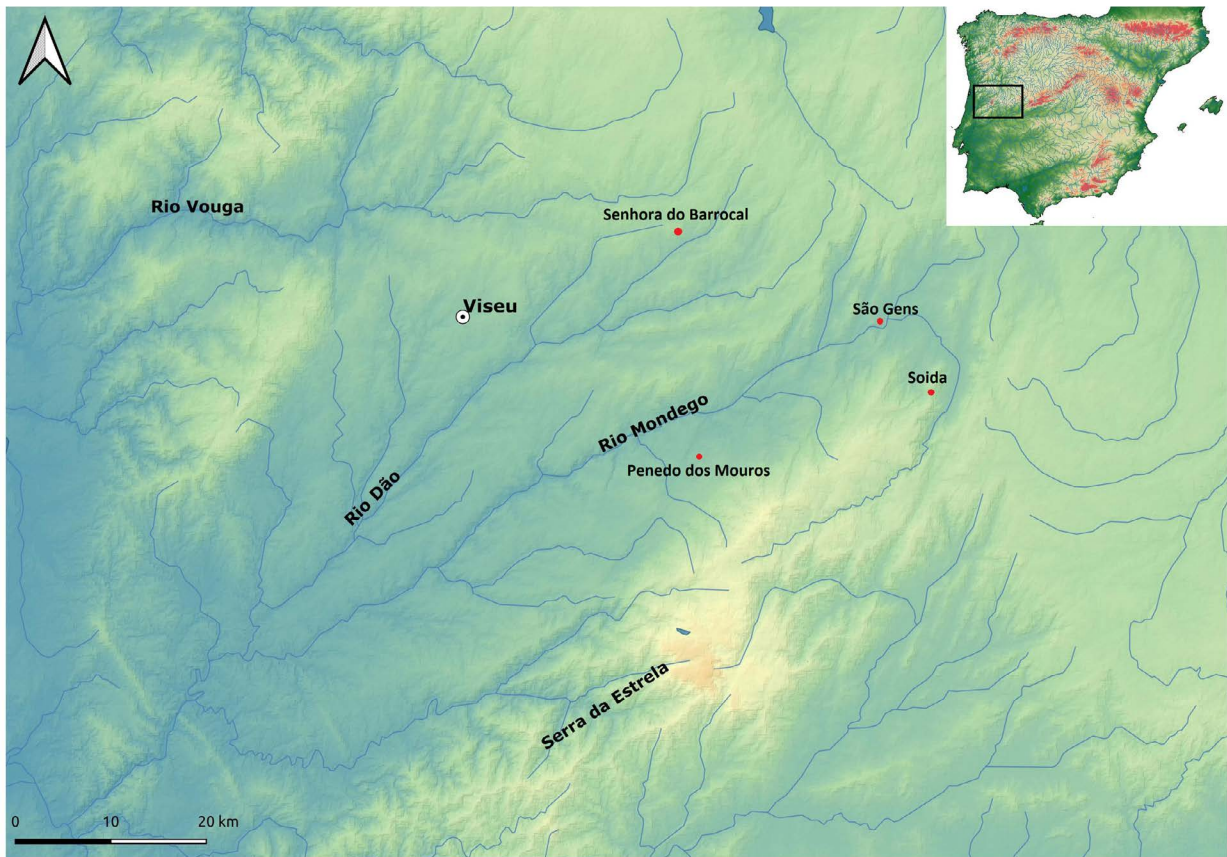 Rio Vouga
Senhora do Barrocal
Viseu
São Gens
Soida
Rio Mondego
Penedo dos Mouros
Rio Dão
Serra da Estrela
0 10 20 km